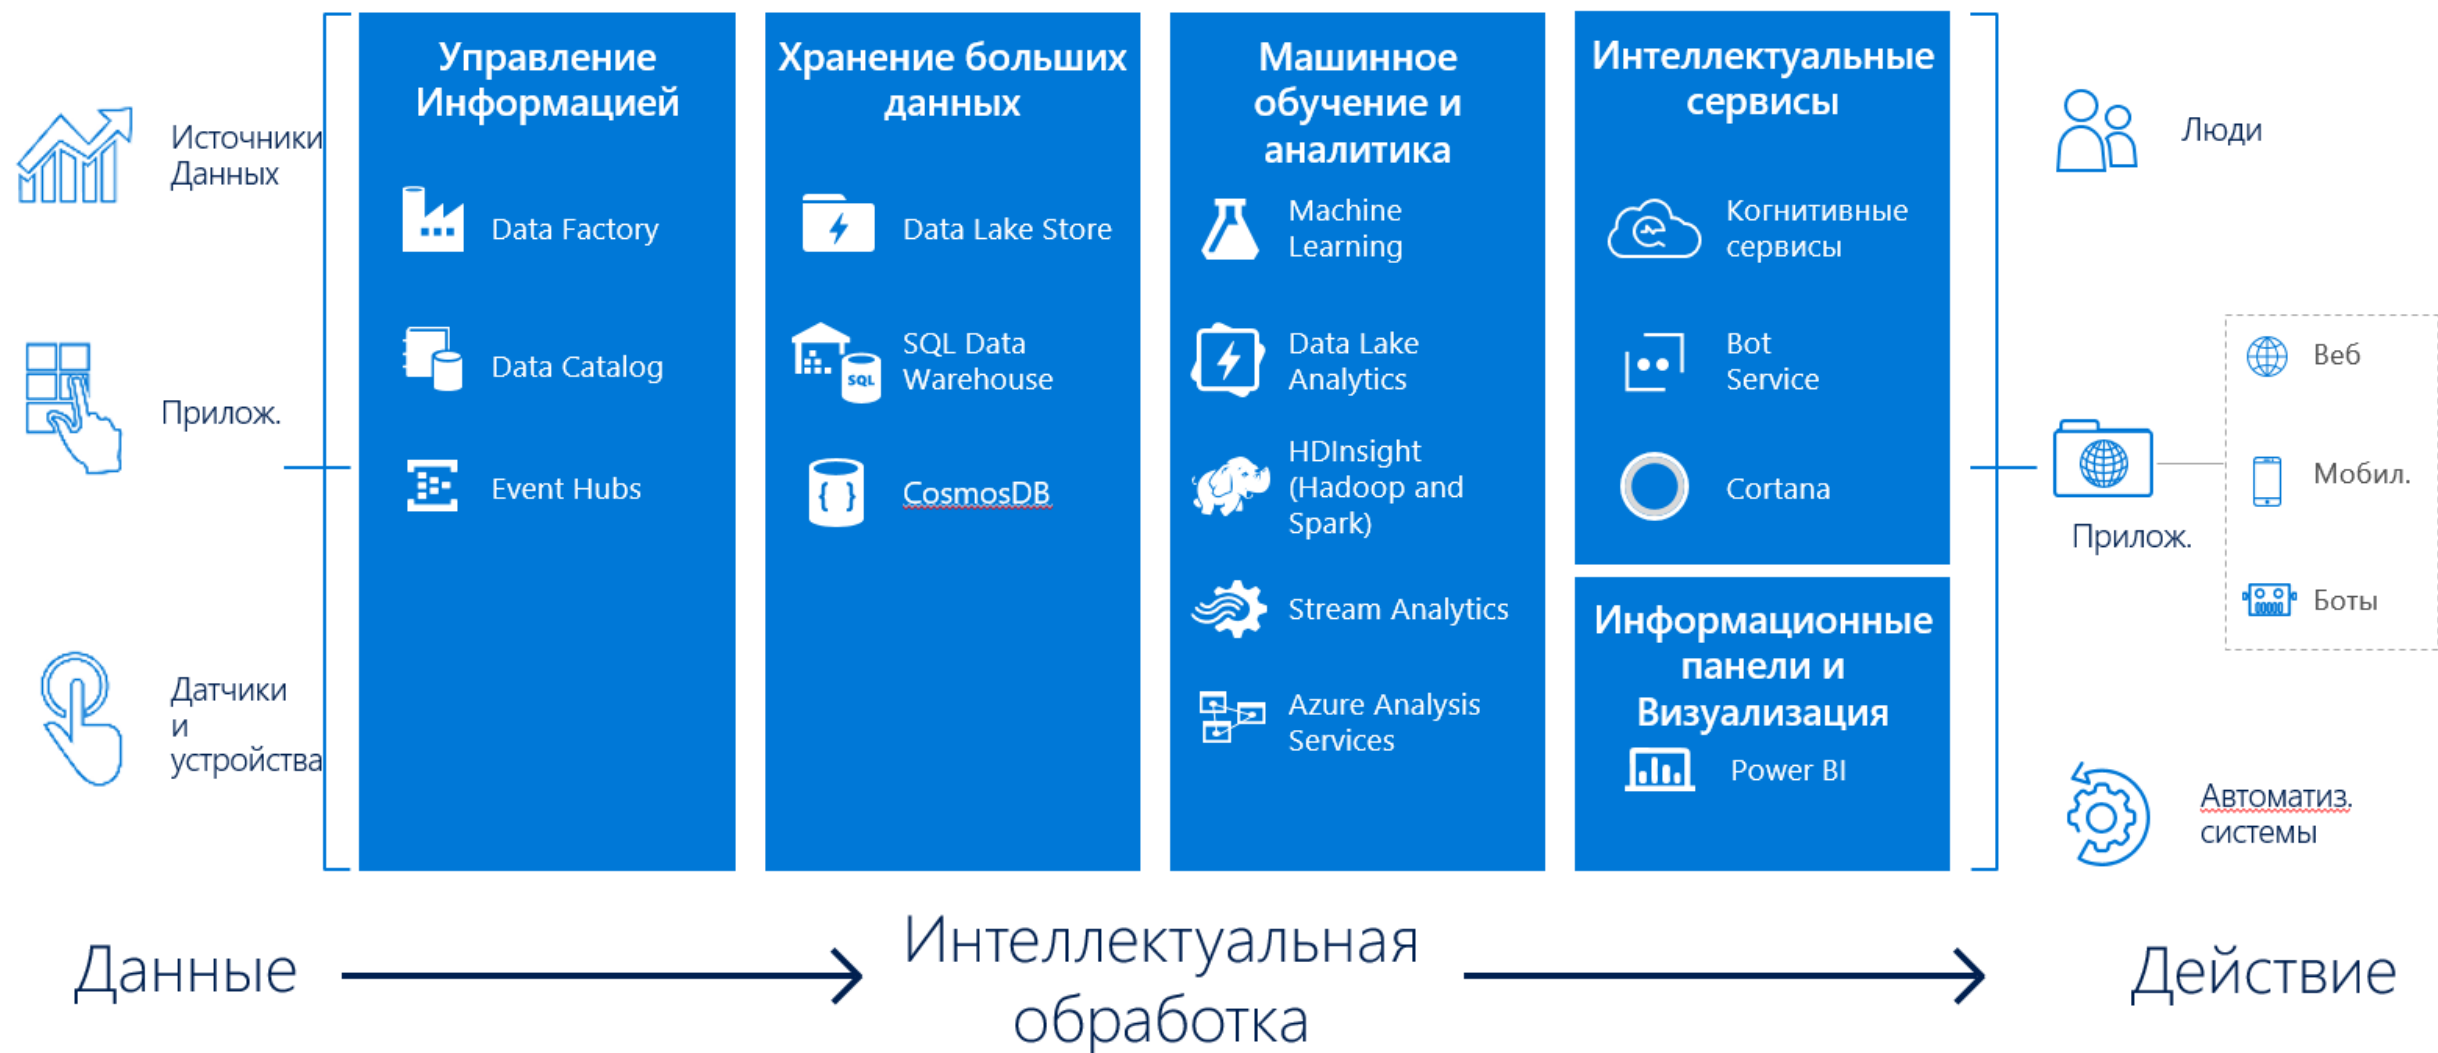 Источники
Данных
Прилож.
Датчики
и
устройства
Управление
Информацией
Data Factory
Data Catalog
Event Hubs
Хранение больших
данных
Data Lake Store
SQL Data
Warehouse
SQL
CosmosDB
Машинное
обучение и
аналитика
Machine
Learning
Data Lake
Analytics
HDInsight
(Hadoop and
Spark)
Stream Analytics
Azure Analysis
Services
Интеллектуальные
сервисы
Когнитивные
сервисы
Bot
Service
Cortana
Информационные
панели и
Визуализация
Power BI
Люди
Прилож.
Веб
Мобил.
Боты
Автоматиз.
системы
Данные
Интеллектуальная
обработка
Действие